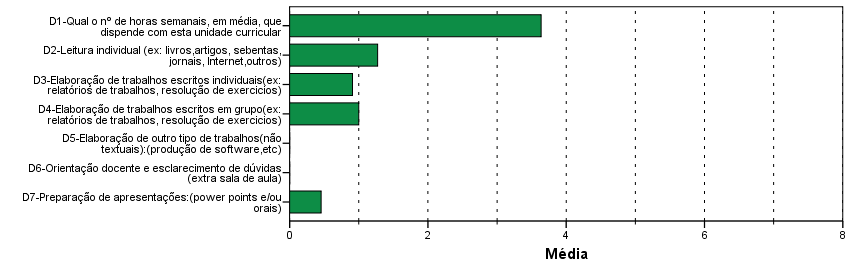 D1-Qual o nº de horas semanais, em média, que
dispende com esta unidade curricular
D2-Leitura individual (ex: livros,artigos, sebentas,
jornais, Internet,outros)
D3-Elaboração de trabalhos escritos individuais(ex:
relatórios de trabalhos, resolução de exercicios)
D4-Elaboração de trabalhos escritos em grupo(ex:
relatórios de trabalhos, resolução de exercicios)
D5-Elaboração de outro tipo de trabalhos(não
textuais):(produção de software,etc)
D6-Orientação docente e esclarecimento de dúvidas
(extra sala de aula)
D7-Preparação de apresentações:(power points e/ou
orais)
0 2 4 6 8
Média